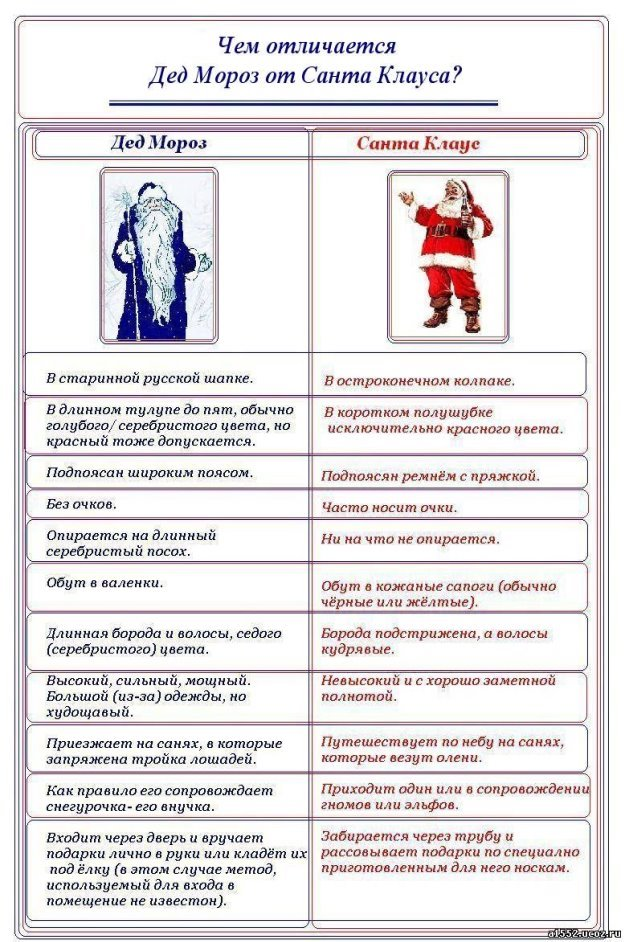 Чем отличается
Дед Мороз от Санта Клауса?
Дед Мороз
Санта Клаус
В старинной русской шапке.
В остроконечном колпаке.
В длинном тулупе до пят, обычно
голубого/ серебристого цвета, но
красный тоже допускается.
В коротком полушубке
исключительно красного цвета.
Подпоясан широким поясом.
Подпоясян ремнём с пряжкой.
Без очков.
Часто носит очки.
Опирается на длинный
серебристый посох.
Ни на что не опирается.
Обут в валенки.
Обут в кожаные сапоги (обычно
чёрные или жёлтые).
Длинная борода и волосы, седого
(серебристого) цвета.
Борода подстрижена, а волосы
кудрявые.
Высокий, сильный, мощный.
Большой (из-за) одежды, но
худощавый.
Невысокий и с хорошо заметной
полнотой.
Приезжает на санях, в которые
запряжена тройка лошадей.
Путешествует по небу на санях,
которые везут олени.
Как правило его сопровождает
снегурочка- его внучка.
Приходит один или в сопровождении
гномов или эльфов.
Входит через дверь и вручает
подарки лично в руки или кладёт их
под ёлку (в этом случае метод,
используемый для входа в
помещение не известон).
Забирается через трубу и
рассовывает подарки по специално
приготовленным для него носкам.
a1552.ucoz.ru